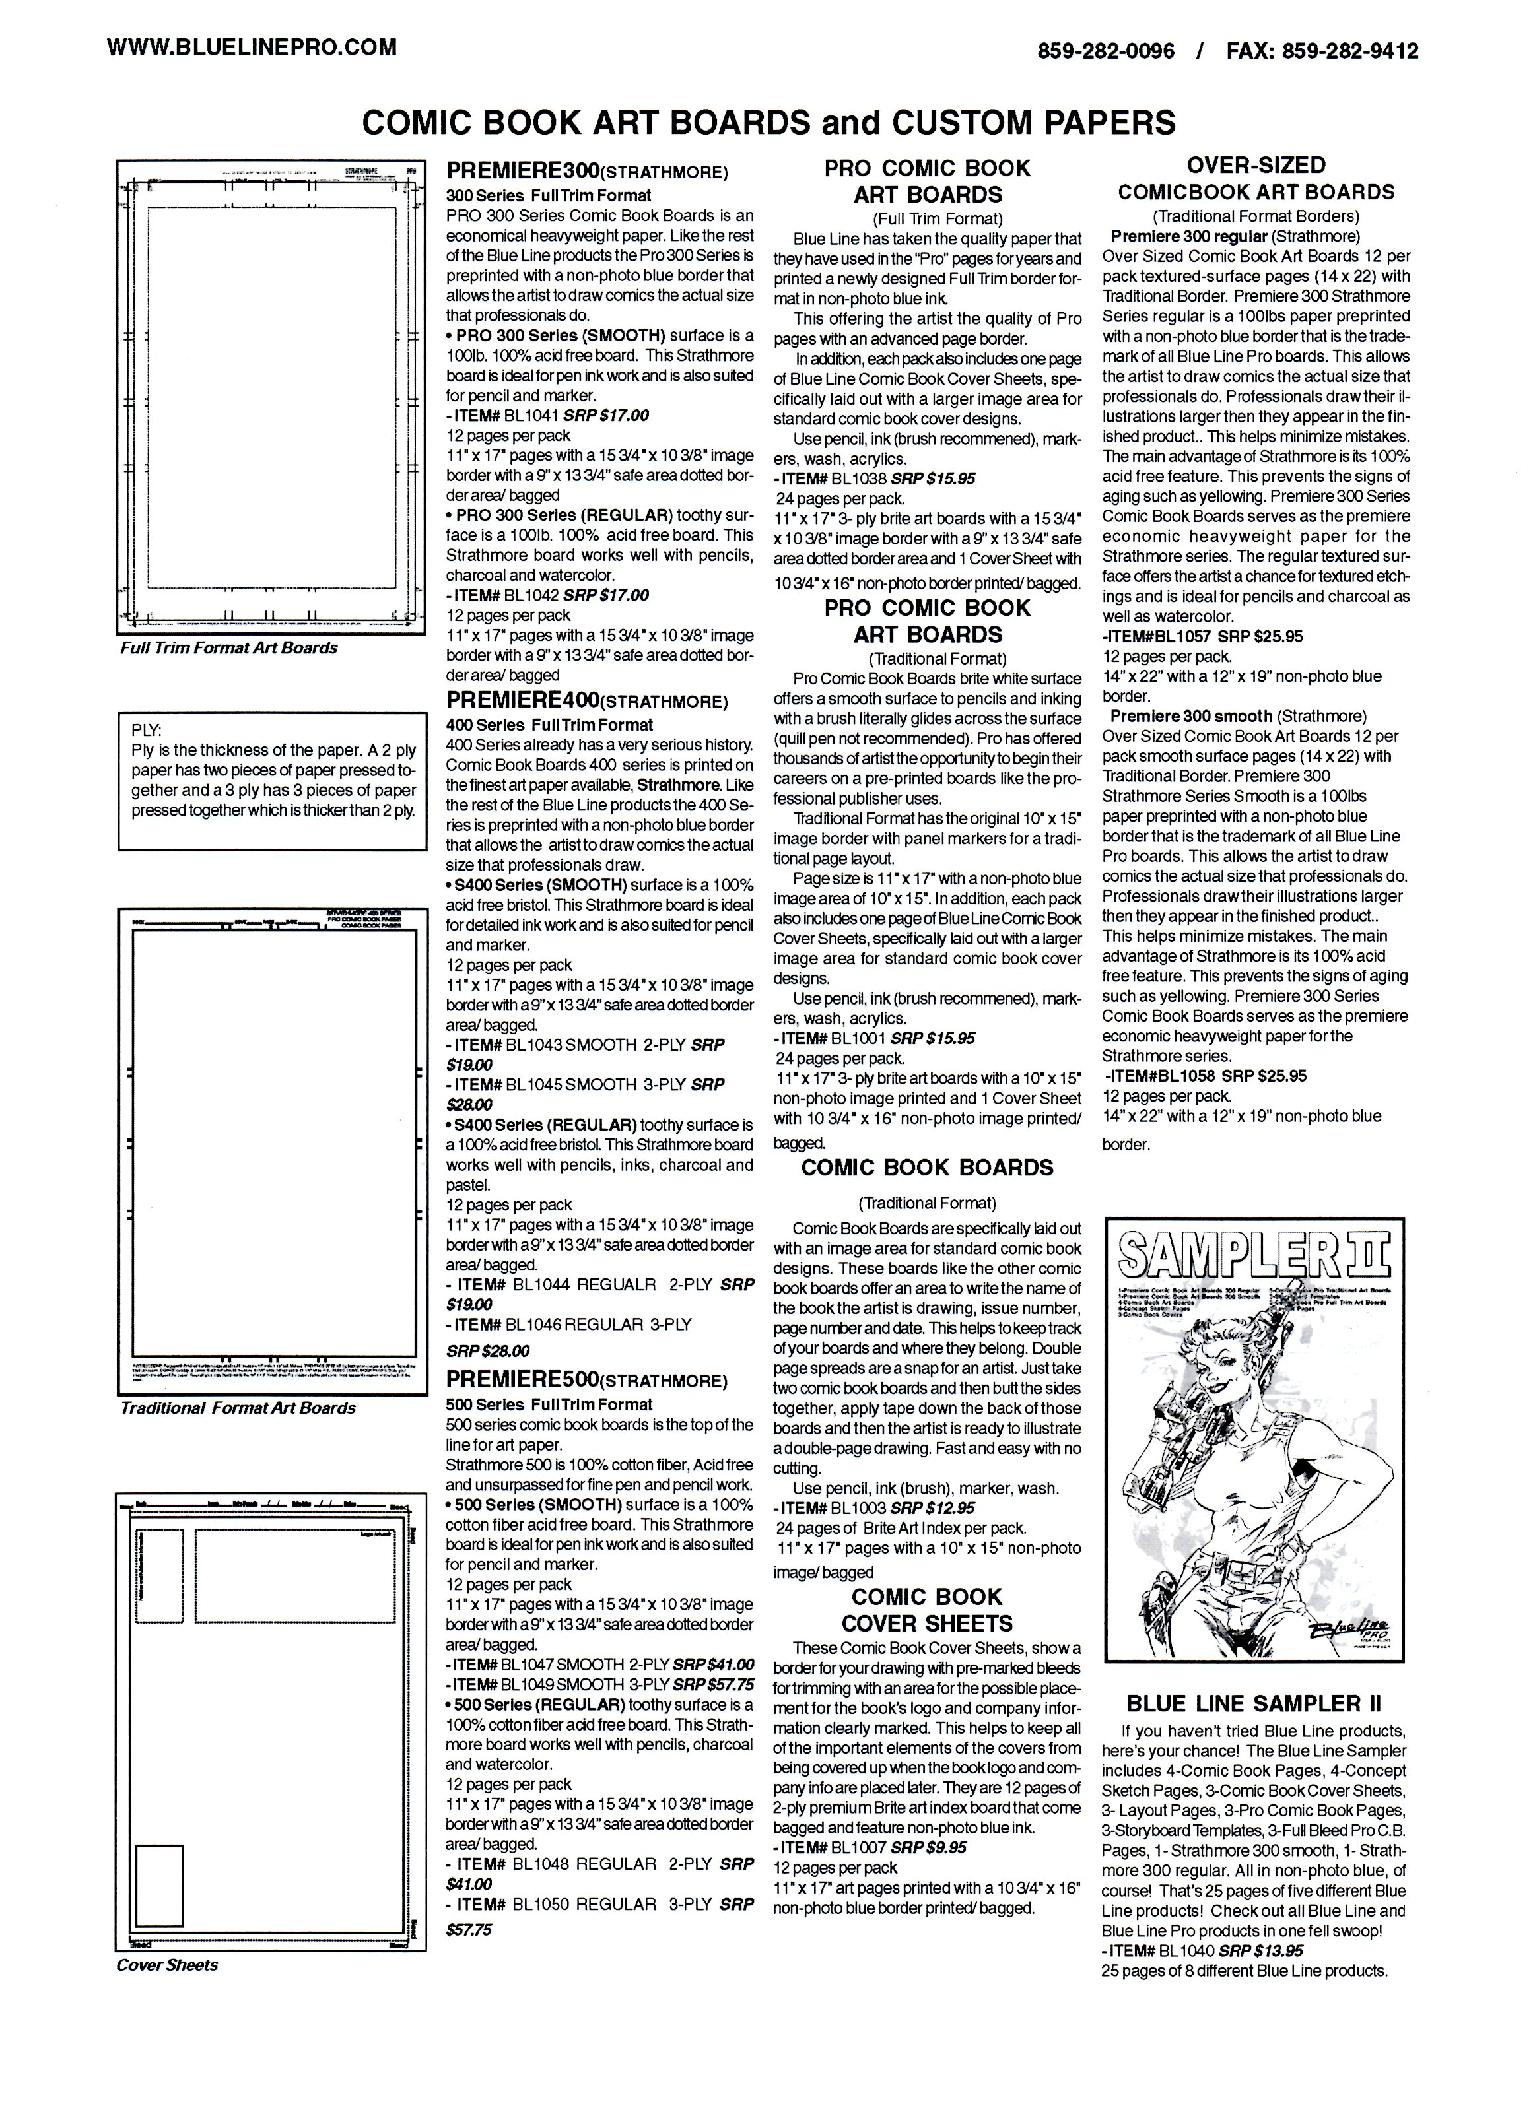 WWW.BLUELINEPRO.COM
859-282-0096 / FAX: 859-282-9412
COMIC BOOK ART BOARDS and CUSTOM PAPERS
Full Trim Format Art Boards
PLY:
Ply is the thickness of the paper. A 2 ply
paper has two pieces of paper pressed to-
gether and a 3 ply has 3 pieces of paper
pressed together which is thicker than 2 ply.
Traditional Format Art Boards
Cover Sheets
PREMIERE300(STRATHMORE)
300 Series Full Trim Format
PRO 300 Series Comic Book Boards is an
economical heavyweight paper. Like the rest
of the Blue Line products the Pro 300 Series is
preprinted with a non-photo blue border that
allows the artist to draw comics the actual size
that professionals do.
• PRO 300 Series (SMOOTH) surface is a
100lb. 100% acid free board. This Strathmore
board is ideal for pen ink work and is also suited
for pencil and marker.
- ITEM# BL1041 SRP $17.00
12 pages per pack
11" x 17" pages with a 15 3/4" x 10 3/8" image
border with a 9" x 13 3/4" safe area dotted bor-
der area/ bagged
• PRO 300 Series (REGULAR) toothy sur-
face is a 100lb. 100% acid free board. This
Strathmore board works well with pencils,
charcoal and watercolor.
- ITEM# BL1042 SRP $17.00
12 pages per pack
11" x 17" pages with a 15 3/4" x 10 3/8" image
border with a 9" x 13 3/4" safe area dotted bor-
der area/ bagged
PREMIERE400(STRATHMORE)
400 Series Full Trim Format
400 Series already has a very serious history.
Comic Book Boards 400 series is printed on
the finest art paper available, Strathmore. Like
the rest of the Blue Line products the 400 Se-
ries is preprinted with a non-photo blue border
that allows the artist to draw comics the actual
size that professionals draw.
• S400 Series (SMOOTH) surface is a 100%
acid free bristol. This Strathmore board is ideal
for detailed ink work and is also suited for pencil
and marker.
12 pages per pack
11" x 17" pages with a 15 3/4" x 10 3/8" image
border with a 9" x 13 3/4" safe area dotted border
area/ bagged.
- ITEM# BL1043 SMOOTH 2-PLY SRP
$19.00
- ITEM# BL1045 SMOOTH 3-PLY SRP
$28.00
• S400 Series (REGULAR) toothy surface is
a 100% acid free bristol. This Strathmore board
works well with pencils, inks, charcoal and
pastel.
12 pages per pack
11" x 17" pages with a 15 3/4" x 10 3/8" image
border with a 9" x 13 3/4" safe area dotted border
area/ bagged.
- ITEM# BL1044 REGUALR 2-PLY SRP
$19.00
- ITEM# BL1046 REGULAR 3-PLY
SRP $28.00
PREMIERE500(STRATHMORE)
500 Series Full Trim Format
500 series comic book boards is the top of the
line for art paper.
Strathmore 500 is 100% cotton fiber, Acid free
and unsurpassed for fine pen and pencil work.
• 500 Series (SMOOTH) surface is a 100%
cotton fiber acid free board. This Strathmore
board is ideal for pen ink work and is also suited
for pencil and marker.
12 pages per pack
11" x 17" pages with a 15 3/4" x 10 3/8" image
border with a 9" x 13 3/4" safe area dotted border
area/ bagged.
- ITEM# BL1047 SMOOTH 2-PLY SRP $41.00
- ITEM# BL1049 SMOOTH 3-PLY SRP $57.75
• 500 Series (REGULAR) toothy surface is a
100% cotton fiber acid free board. This Strath-
more board works well with pencils, charcoal
and watercolor.
12 pages per pack
11" x 17" pages with a 15 3/4" x 10 3/8" image
border with a 9" x 13 3/4" safe area dotted border
area/ bagged.
- ITEM# BL1048 REGULAR 2-PLY SRP
$41.00
- ITEM# BL1050 REGULAR 3-PLY SRP
$57.75
PRO COMIC BOOK
ART BOARDS
(Full Trim Format)
Blue Line has taken the quality paper that
they have used in the "Pro" pages for years and
printed a newly designed Full Trim border for-
mat in non-photo blue ink.
This offering the artist the quality of Pro
pages with an advanced page border.
In addition, each pack also includes one page
of Blue Line Comic Book Cover Sheets, spe-
cifically laid out with a larger image area for
standard comic book cover designs.
Use pencil, ink (brush recommened), mark-
ers, wash, acrylics.
- ITEM# BL1038 SRP $15.95
24 pages per pack.
11" x 17" 3- ply brite art boards with a 15 3/4"
x 10 3/8" image border with a 9" x 13 3/4" safe
area dotted border area and 1 Cover Sheet with
10 3/4" x 16" non-photo border printed/ bagged.
PRO COMIC BOOK
ART BOARDS
(Traditional Format)
Pro Comic Book Boards brite white surface
offers a smooth surface to pencils and inking
with a brush literally glides across the surface
(quill pen not recommended). Pro has offered
thousands of artist the opportunity to begin their
careers on a pre-printed boards like the pro-
fessional publisher uses.
Traditional Format has the original 10" x 15"
image border with panel markers for a tradi-
tional page layout.
Page size is 11" x 17" with a non-photo blue
image area of 10" x 15". In addition, each pack
also includes one page of Blue Line Comic Book
Cover Sheets, specifically laid out with a larger
image area for standard comic book cover
designs.
Use pencil, ink (brush recommened), mark-
ers, wash, acrylics.
- ITEM# BL1001 SRP $15.95
24 pages per pack.
11" x 17" 3- ply brite art boards with a 10" x 15"
non-photo image printed and 1 Cover Sheet
with 10 3/4" x 16" non-photo image printed/
bagged.
COMIC BOOK BOARDS
(Traditional Format)
Comic Book Boards are specifically laid out
with an image area for standard comic book
designs. These boards like the other comic
book boards offer an area to write the name of
the book the artist is drawing, issue number,
page number and date. This helps to keep track
of your boards and where they belong. Double
page spreads are a snap for an artist. Just take
two comic book boards and then butt the sides
together, apply tape down the back of those
boards and then the artist is ready to illustrate
a double-page drawing. Fast and easy with no
cutting.
Use pencil, ink (brush), marker, wash.
- ITEM# BL1003 SRP $12.95
24 pages of Brite Art Index per pack.
11" x 17" pages with a 10" x 15" non-photo
image/ bagged
COMIC BOOK
COVER SHEETS
These Comic Book Cover Sheets, show a
border for your drawing with pre-marked bleeds
for trimming with an area for the possible place-
ment for the book's logo and company infor-
mation clearly marked. This helps to keep all
of the important elements of the covers from
being covered up when the book logo and com-
pany info are placed later. They are 12 pages of
2-ply premium Brite art index board that come
bagged and feature non-photo blue ink.
- ITEM# BL1007 SRP $9.95
12 pages per pack
11" x 17" art pages printed with a 10 3/4" x 16"
non-photo blue border printed/ bagged.
OVER-SIZED
COMICBOOK ART BOARDS
(Traditional Format Borders)
Premiere 300 regular (Strathmore)
Over Sized Comic Book Art Boards 12 per
pack textured-surface pages (14 x 22) with
Traditional Border. Premiere 300 Strathmore
Series regular is a 100lbs paper preprinted
with a non-photo blue border that is the trade-
mark of all Blue Line Pro boards. This allows
the artist to draw comics the actual size that
professionals do. Professionals draw their il-
lustrations larger then they appear in the fin-
ished product.. This helps minimize mistakes.
The main advantage of Strathmore is its 100%
acid free feature. This prevents the signs of
aging such as yellowing. Premiere 300 Series
Comic Book Boards serves as the premiere
economic heavyweight paper for the
Strathmore series. The regular textured sur-
face offers the artist a chance for textured etch-
ings and is ideal for pencils and charcoal as
well as watercolor.
-ITEM#BL1057 SRP $25.95
12 pages per pack.
14" x 22" with a 12" x 19" non-photo blue
border.
Premiere 300 smooth (Strathmore)
Over Sized Comic Book Art Boards 12 per
pack smooth surface pages (14 x 22) with
Traditional Border. Premiere 300
Strathmore Series Smooth is a 100lbs
paper preprinted with a non-photo blue
border that is the trademark of all Blue Line
Pro boards. This allows the artist to draw
comics the actual size that professionals do.
Professionals draw their illustrations larger
then they appear in the finished product..
This helps minimize mistakes. The main
advantage of Strathmore is its 100% acid
free feature. This prevents the signs of aging
such as yellowing. Premiere 300 Series
Comic Book Boards serves as the premiere
economic heavyweight paper for the
Strathmore series.
-ITEM#BL1058 SRP $25.95
12 pages per pack.
14" x 22" with a 12" x 19" non-photo blue
border.
SAMPLER II
Blue Line
PRO
BLUE LINE SAMPLER II
If you haven't tried Blue Line products,
here's your chance! The Blue Line Sampler
includes 4-Comic Book Pages, 4-Concept
Sketch Pages, 3-Comic Book Cover Sheets,
3- Layout Pages, 3-Pro Comic Book Pages,
3-Storyboard Templates, 3-Full Bleed Pro C.B.
Pages, 1- Strathmore 300 smooth, 1- Strath-
more 300 regular. All in non-photo blue, of
course! That's 25 pages of five different Blue
Line products! Check out all Blue Line and
Blue Line Pro products in one fell swoop!
- ITEM# BL1040 SRP $13.95
25 pages of 8 different Blue Line products.